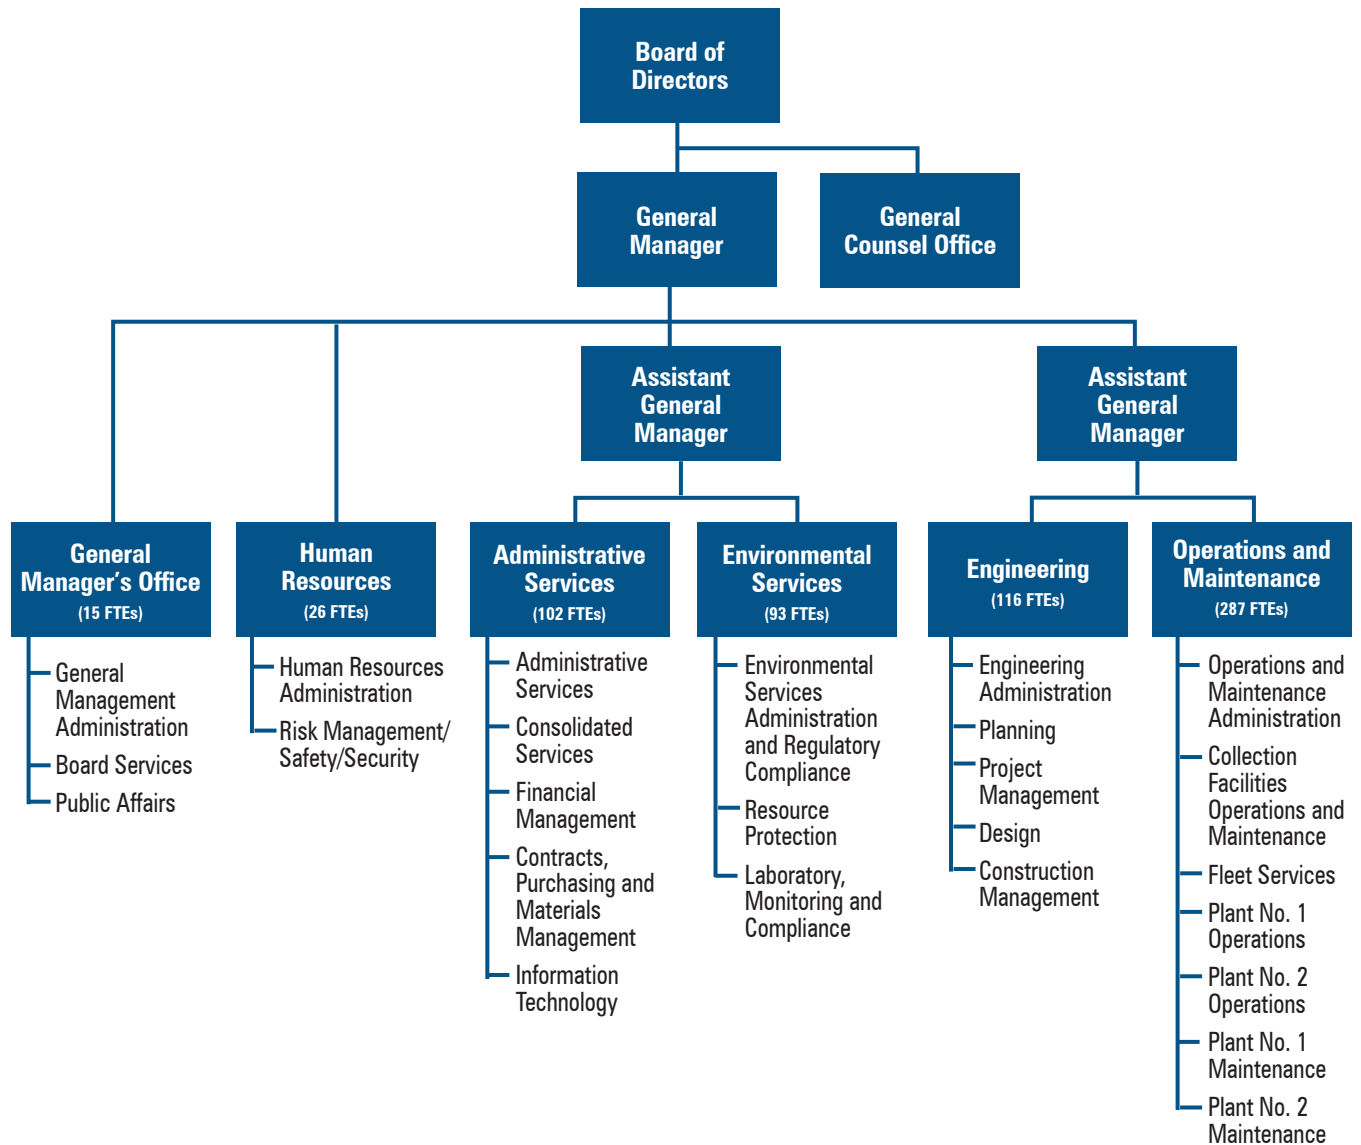 Board of
Directors
General
Manager
General
Counsel Office
Assistant
General
Manager
Assistant
General
Manager
General
Manager’s Office
(15 FTEs)
General
Management
Administration
Board Services
Public Affairs
Human
Resources
(26 FTEs)
Human Resources
Administration
Risk Management/
Safety/Security
Administrative
Services
(102 FTEs)
Administrative
Services
Consolidated
Services
Financial
Management
Contracts,
Purchasing and
Materials
Management
Information
Technology
Environmental
Services
(93 FTEs)
Environmental
Services
Administration
and Regulatory
Compliance
Resource
Protection
Laboratory,
Monitoring and
Compliance
Engineering
(116 FTEs)
Engineering
Administration
Planning
Project
Management
Design
Construction
Management
Operations and
Maintenance
(287 FTEs)
Operations and
Maintenance
Administration
Collection
Facilities
Operations and
Maintenance
Fleet Services
Plant No. 1
Operations
Plant No. 2
Operations
Plant No. 1
Maintenance
Plant No. 2
Maintenance